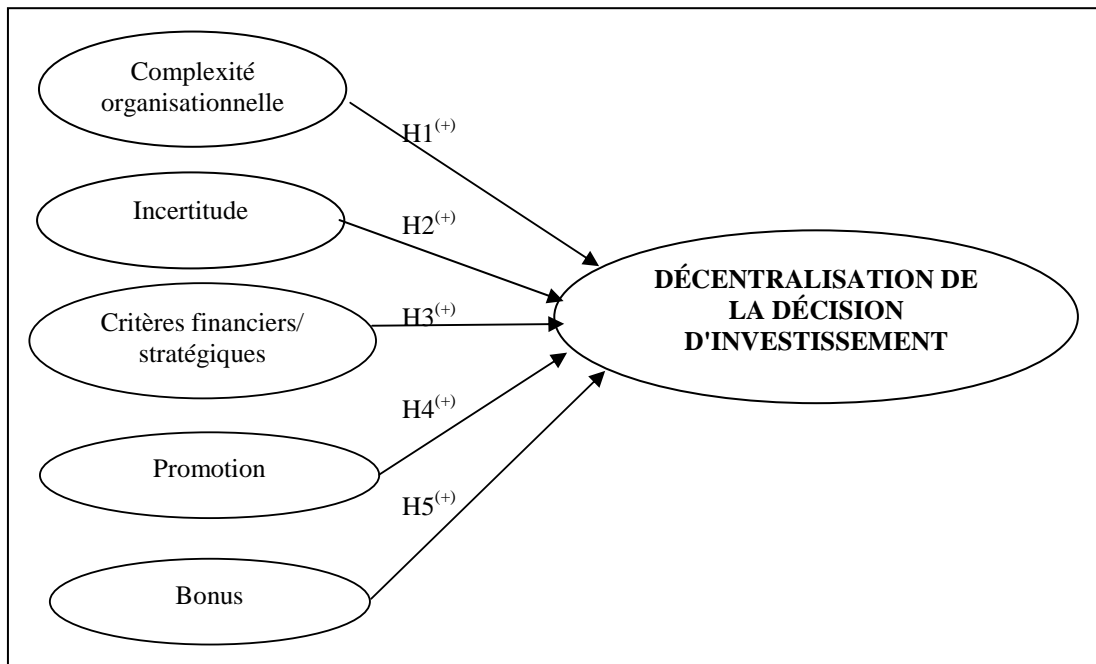 Complexité
organisationnelle
H1(+)
Incertitude
H2(+)
DÉCENTRALISATION DE
LA DÉCISION
D'INVESTISSEMENT
Critères financiers/
stratégiques
H3(+)
H4(+)
Promotion
H5(+)
Bonus